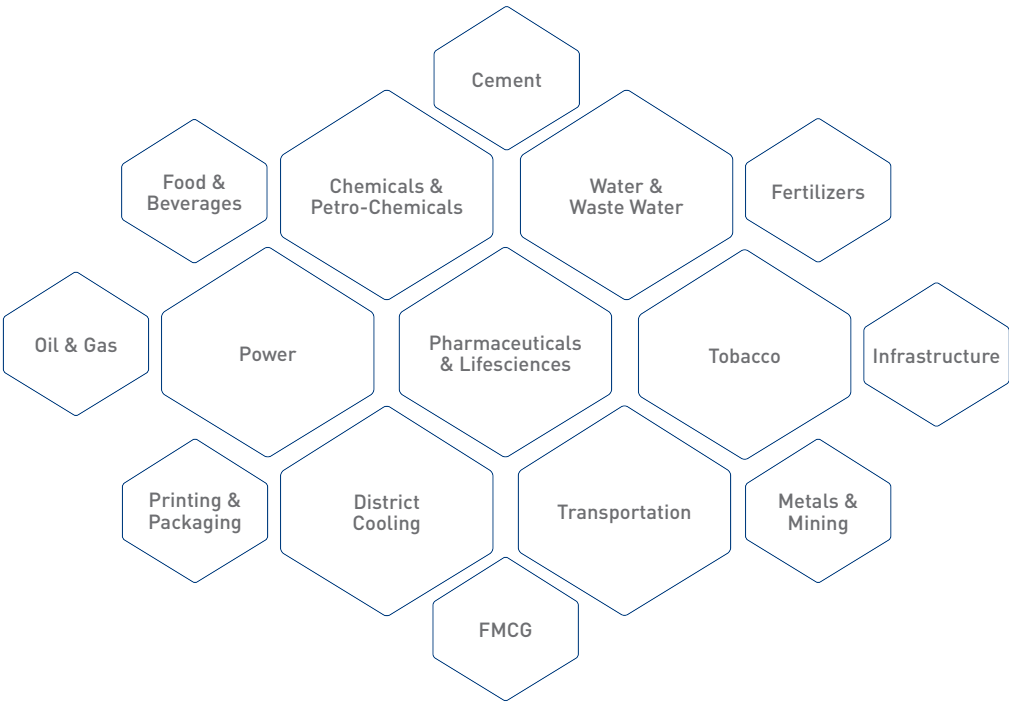 Cement
Food &
Beverages
Chemicals &
Petro-Chemicals
Water &
Waste Water
Fertilizers
Oil & Gas
Power
Pharmaceuticals
& Lifesciences
Tobacco
Infrastructure
Printing &
Packaging
District
Cooling
Transportation
Metals &
Mining
FMCG